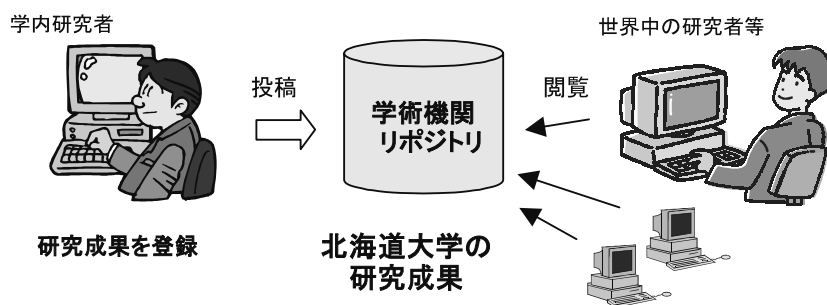 学内研究者
世界中の研究者等
投稿
学術機関
リポジトリ
閲覧
研究成果を登録
北海道大学の
研究成果